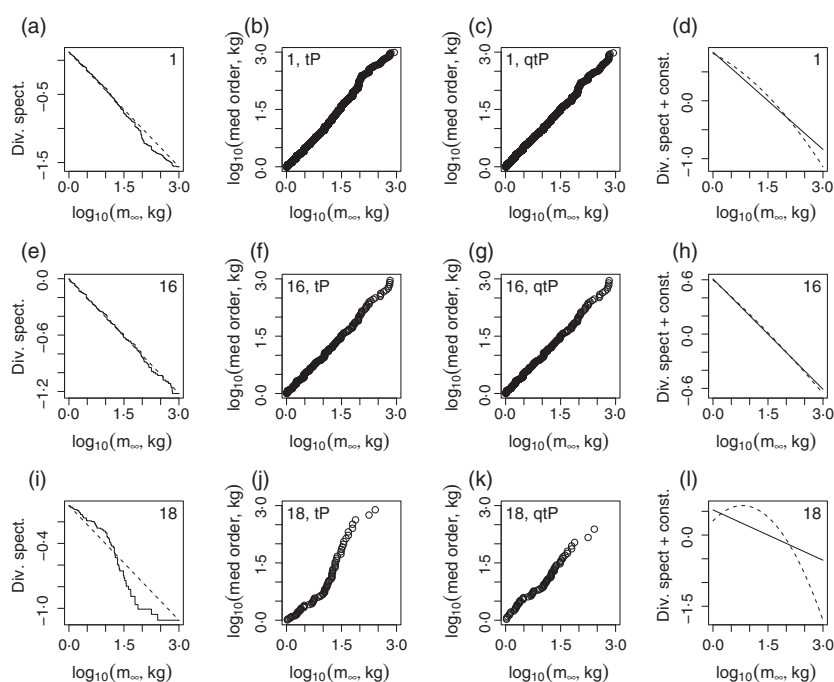 (a) (b) (c) (d)
1 1, tP 1, qtP 1
Div. spect. log10(med order, kg) log10(med order, kg) Div. spect + const.
−0·5 −1·5
0·0 1·5 3·0
0·0 1·5 3·0
0·0 −1·0
0·0 1·5 3·0 0·0 1·5 3·0 0·0 1·5 3·0 0·0 1·5 3·0
log10(m∞, kg) log10(m∞, kg) log10(m∞, kg) log10(m∞, kg)
(e) (f) (g) (h)
16 16, tP 16, qtP 16
Div. spect. log10(med order, kg) log10(med order, kg) Div. spect + const.
0·0 −0·6 −1·2
0·0 1·5 3·0
0·0 1·5 3·0
0·6 0·0 −0·6
0·0 1·5 3·0 0·0 1·5 3·0 0·0 1·5 3·0 0·0 1·5 3·0
log10(m∞, kg) log10(m∞, kg) log10(m∞, kg) log10(m∞, kg)
(i) (j) (k) (l)
18 18, tP 18, qtP 18
Div. spect. log10(med order, kg) log10(med order, kg) Div. spect + const.
−0·4 −1·0
0·0 1·5 3·0
0·0 1·5 3·0
0·0 −1·5
0·0 1·5 3·0 0·0 1·5 3·0 0·0 1·5 3·0 0·0 1·5 3·0
log10(m∞, kg) log10(m∞, kg) log10(m∞, kg) log10(m∞, kg)